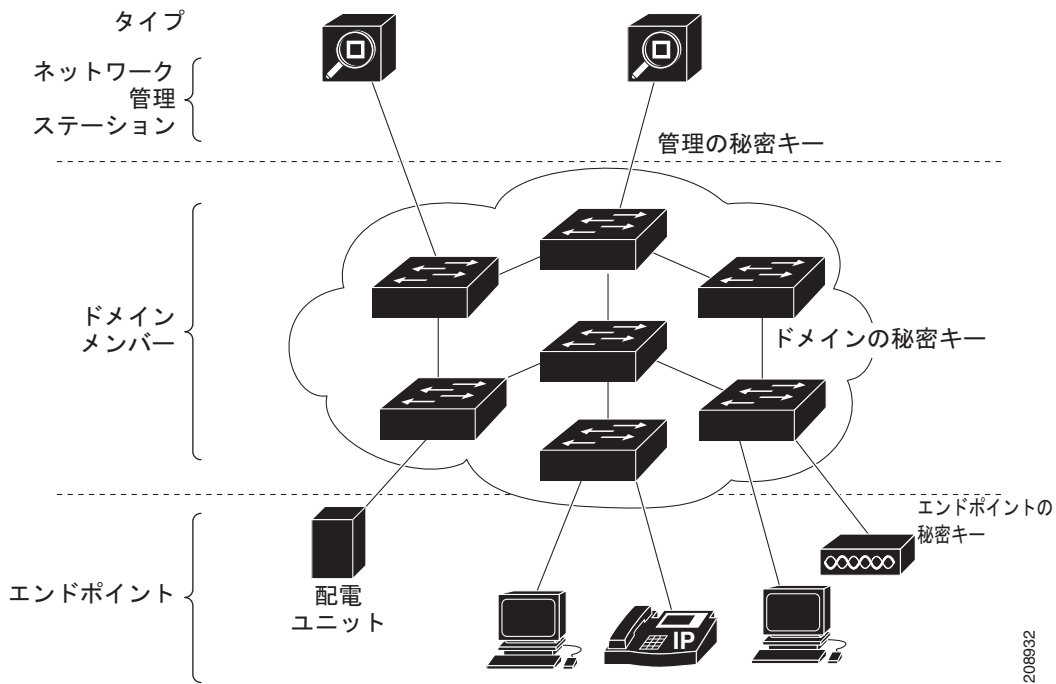 タイプ
ネットワーク
管理
ステーション
管理の秘密キー
ドメイン
メンバー
ドメインの秘密キー
エンドポイントの
秘密キー
エンドポイント
配電
ユニット
IP
208932